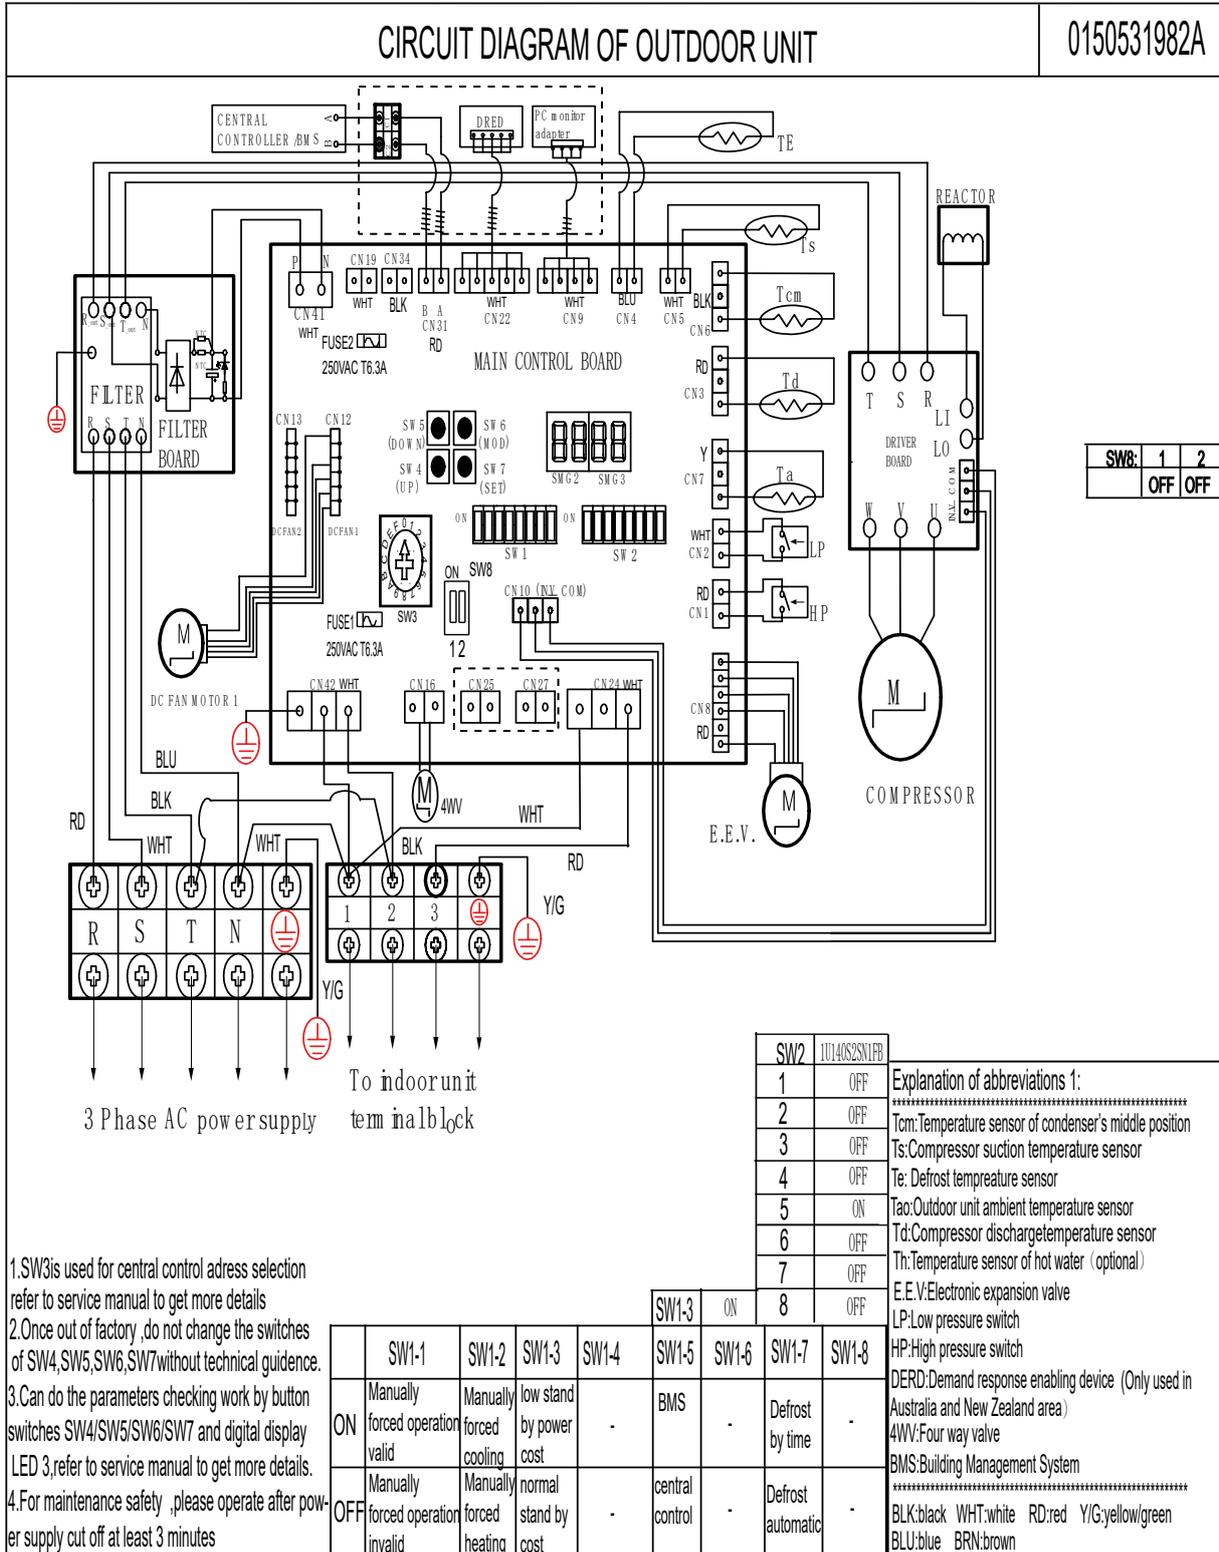 CIRCUIT DIAGRAM OF OUTDOOR UNIT
0150531982A
CENTRAL
CONTROLLER /BMS
A
B
DRED
PC monitor
adapter
TE
Ts
REACTOR
P N
CN41
WHT
CN19
WHT
CN34
BLK
B A
CN31
RD
WHT
CN22
WHT
CN9
BLU
CN4
WHT
CN5
BLK
CN6
Tcm
FUSE2
250VAC T6.3A
MAIN CONTROL BOARD
RD
CN3
Td
R_out S_out T_out N
NTC
NTC
FILTER
R S T N
FILTER
BOARD
T S R
LI
LO
DRIVER
BOARD
W V U
INV. COM
SW8: 1 2
OFF OFF
CN13
CN12
DCFAN2
DCFAN1
SW5
(DOWN)
SW6
(MOD)
SW4
(UP)
SW7
(SET)
SMG2 SMG3
Y
CN7
Ta
ON
SW1
ON
SW2
WHT
CN2
LP
0 1 2 3 4 5 6 7 8 9 A B C D E F
SW3
ON SW8
1 2
CN10 (INV COM)
RD
CN1
HP
FUSE1
250VAC T6.3A
M
DC FAN MOTOR 1
CN42 WHT
CN16
CN25
CN27
CN24 WHT
CN8
RD
M
COMPRESSOR
M
4WV
M
E.E.V.
BLU
BLK
RD
WHT
WHT
BLK
WHT
RD
Y/G
R S T N
1 2 3
Y/G
3 Phase AC power supply
To indoor unit
terminal block
SW2 1U140S2SN1FB
1 OFF
2 OFF
3 OFF
4 OFF
5 ON
6 OFF
7 OFF
8 OFF
Explanation of abbreviations 1:
Tcm:Temperature sensor of condenser's middle position
Ts:Compressor suction temperature sensor
Te: Defrost tempreature sensor
Tao:Outdoor unit ambient temperature sensor
Td:Compressor dischargetemperature sensor
Th:Temperature sensor of hot water (optional)
E.E.V:Electronic expansion valve
LP:Low pressure switch
HP:High pressure switch
DERD:Demand response enabling device (Only used in
Australia and New Zealand area)
4WV:Four way valve
BMS:Building Management System
BLK:black WHT:white RD:red Y/G:yellow/green
BLU:blue BRN:brown
1.SW3is used for central control adress selection
refer to service manual to get more details
2.Once out of factory ,do not change the switches
of SW4,SW5,SW6,SW7without technical guidence.
3.Can do the parameters checking work by button
switches SW4/SW5/SW6/SW7 and digital display
LED 3,refer to service manual to get more details.
4.For maintenance safety ,please operate after pow-
er supply cut off at least 3 minutes
SW1-3 ON
SW1-1 SW1-2 SW1-3 SW1-4 SW1-5 SW1-6 SW1-7 SW1-8
ON
Manually
forced operation
valid
Manually
forced
cooling
low stand
by power
cost
-
BMS
-
Defrost
by time
-
OFF
Manually
forced operation
invalid
Manually
forced
heating
normal
stand by
cost
-
central
control
-
Defrost
automatic
-